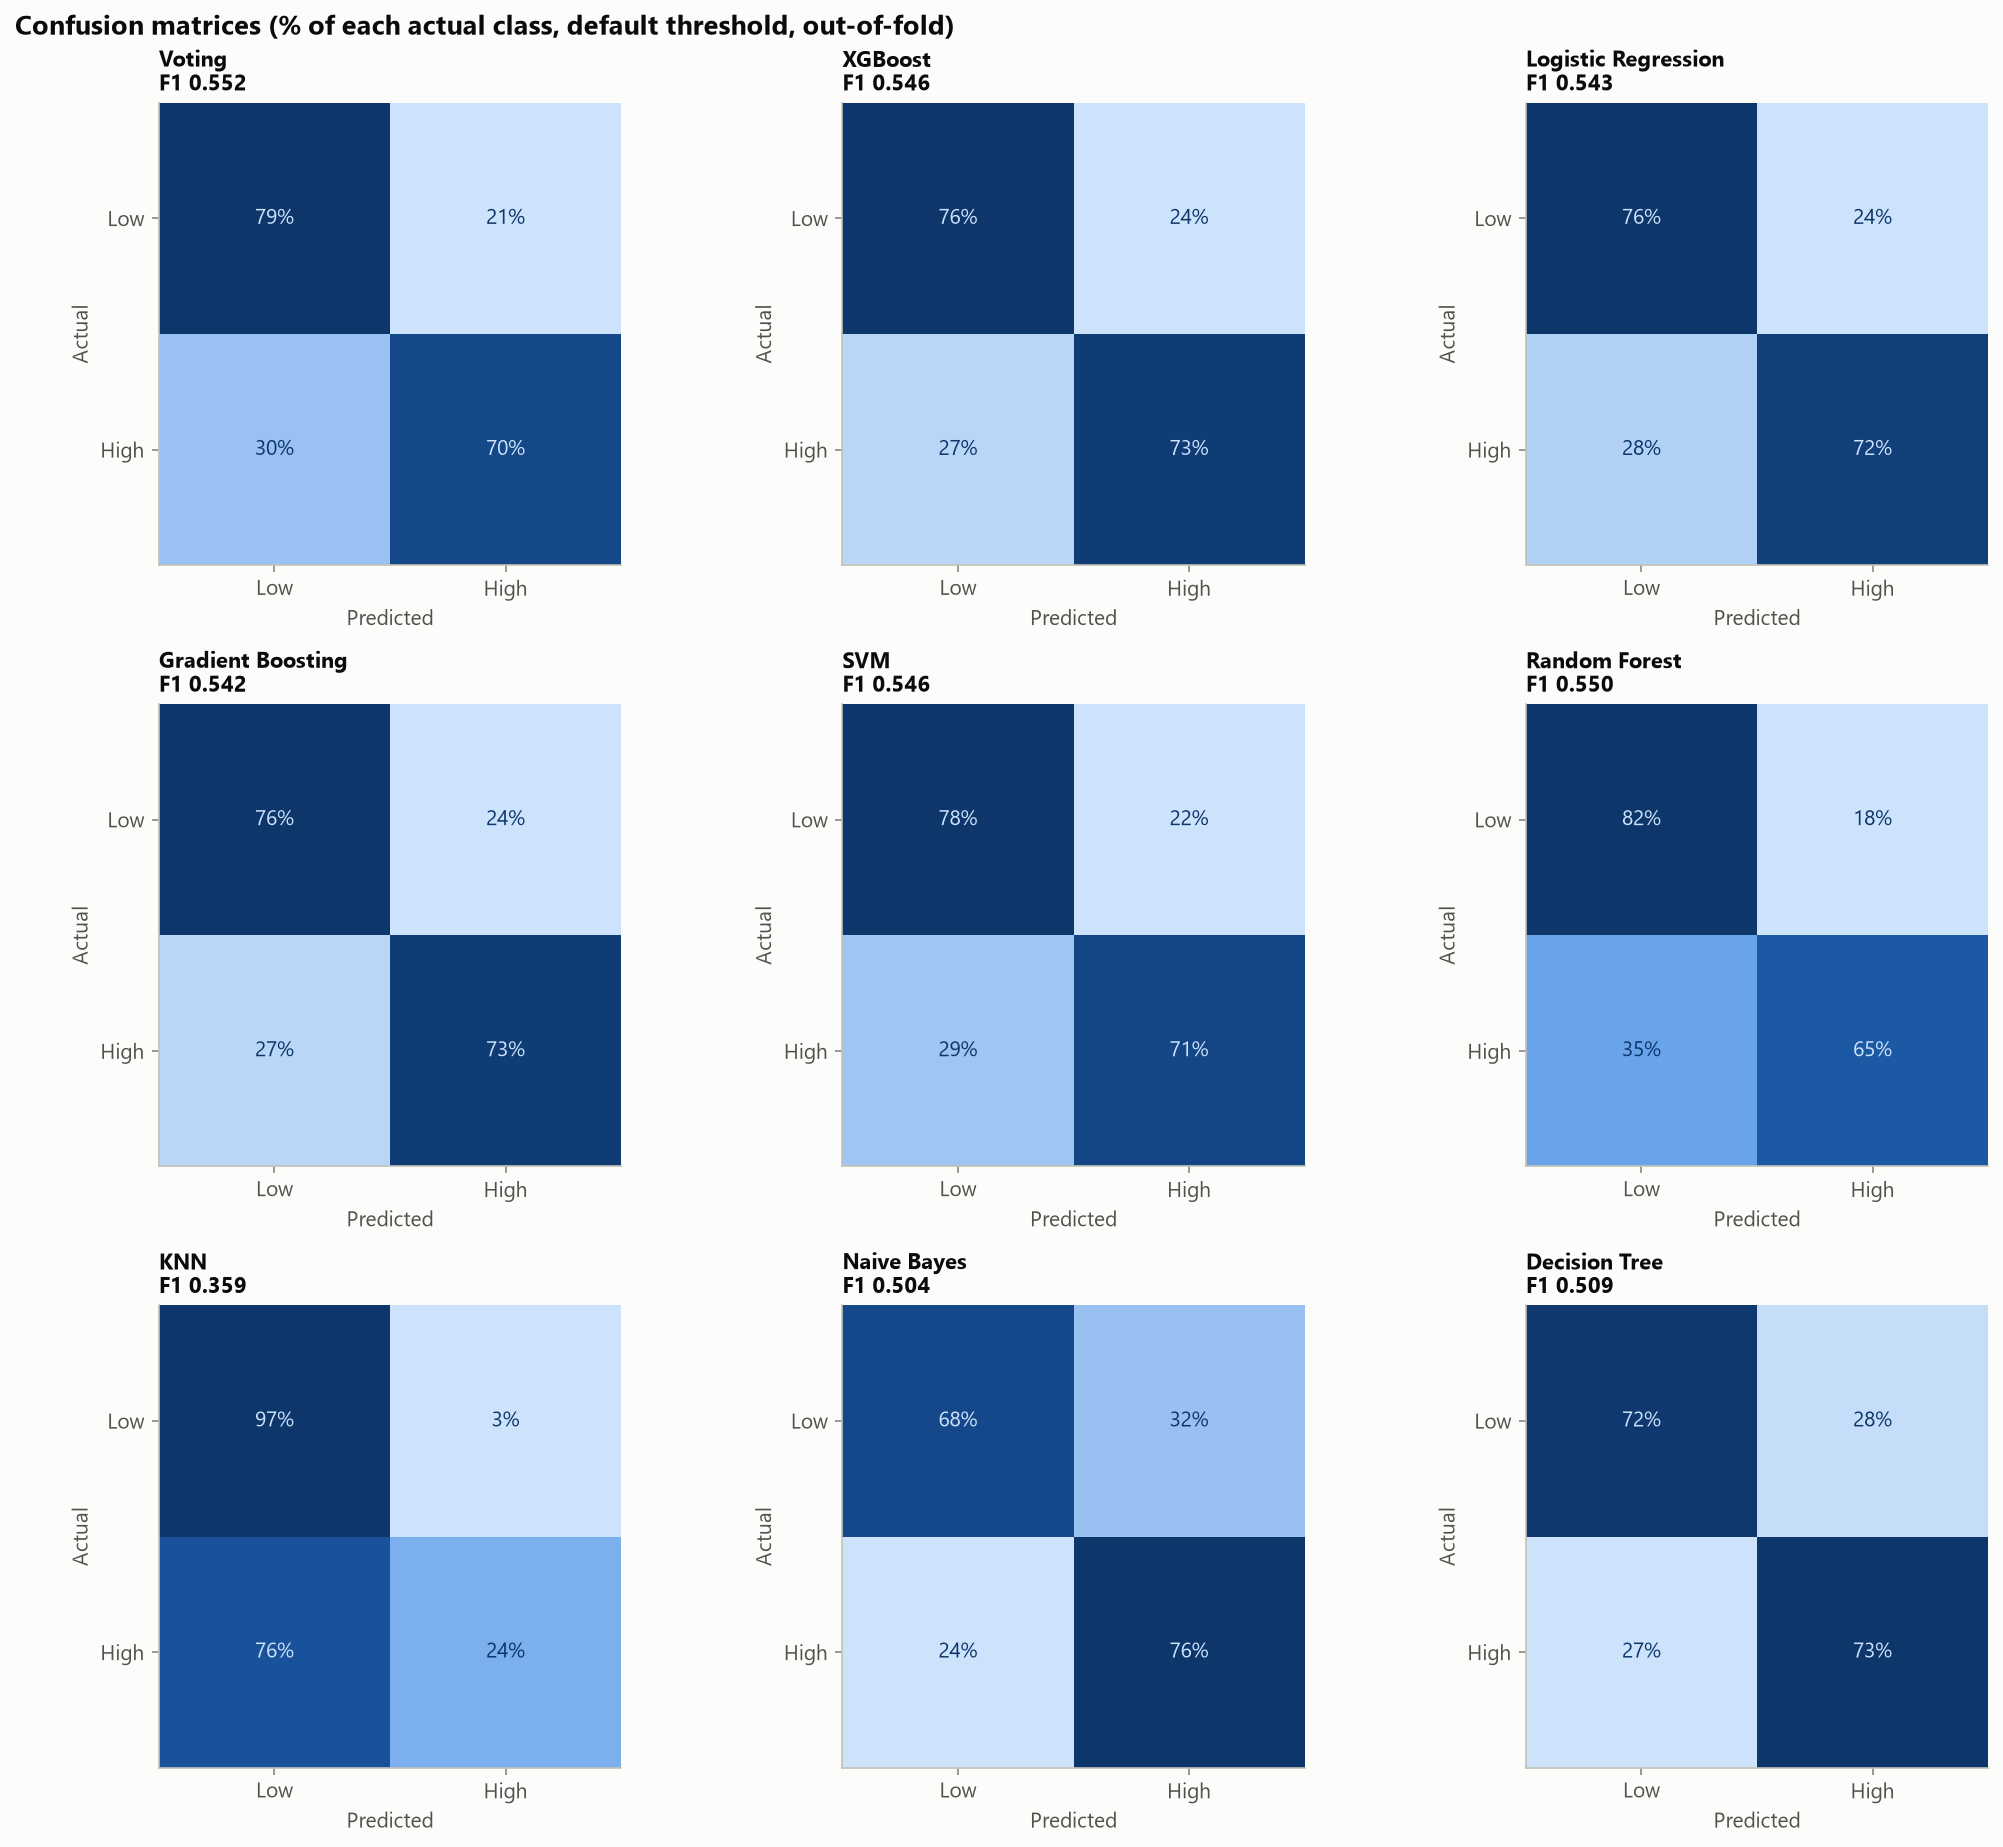 Confusion matrices (% of each actual class, default threshold, out-of-fold)
Voting
F1 0.552
Low
79%
21%
Actual
High
30%
70%
Low
High
Predicted
XGBoost
F1 0.546
Low
76%
24%
Actual
High
27%
73%
Low
High
Predicted
Logistic Regression
F1 0.543
Low
76%
24%
Actual
High
28%
72%
Low
High
Predicted
Gradient Boosting
F1 0.542
Low
76%
24%
Actual
High
27%
73%
Low
High
Predicted
SVM
F1 0.546
Low
78%
22%
Actual
High
29%
71%
Low
High
Predicted
Random Forest
F1 0.550
Low
82%
18%
Actual
High
35%
65%
Low
High
Predicted
KNN
F1 0.359
Low
97%
3%
Actual
High
76%
24%
Low
High
Predicted
Naive Bayes
F1 0.504
Low
68%
32%
Actual
High
24%
76%
Low
High
Predicted
Decision Tree
F1 0.509
Low
72%
28%
Actual
High
27%
73%
Low
High
Predicted